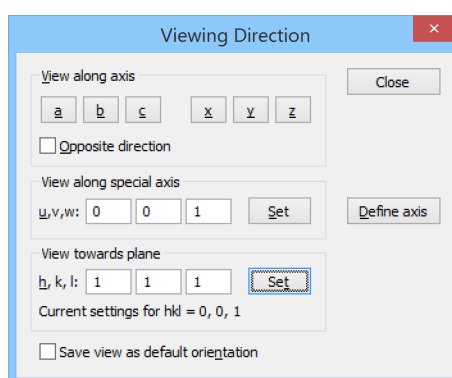 Viewing Direction
View along axis
Close
a b c x y z
Opposite direction
View along special axis
u,v,w: 0 0 1 Set
Define axis
View towards plane
h, k, l: 1 1 1 Set
Current settings for hkl = 0, 0, 1
Save view as default orientation